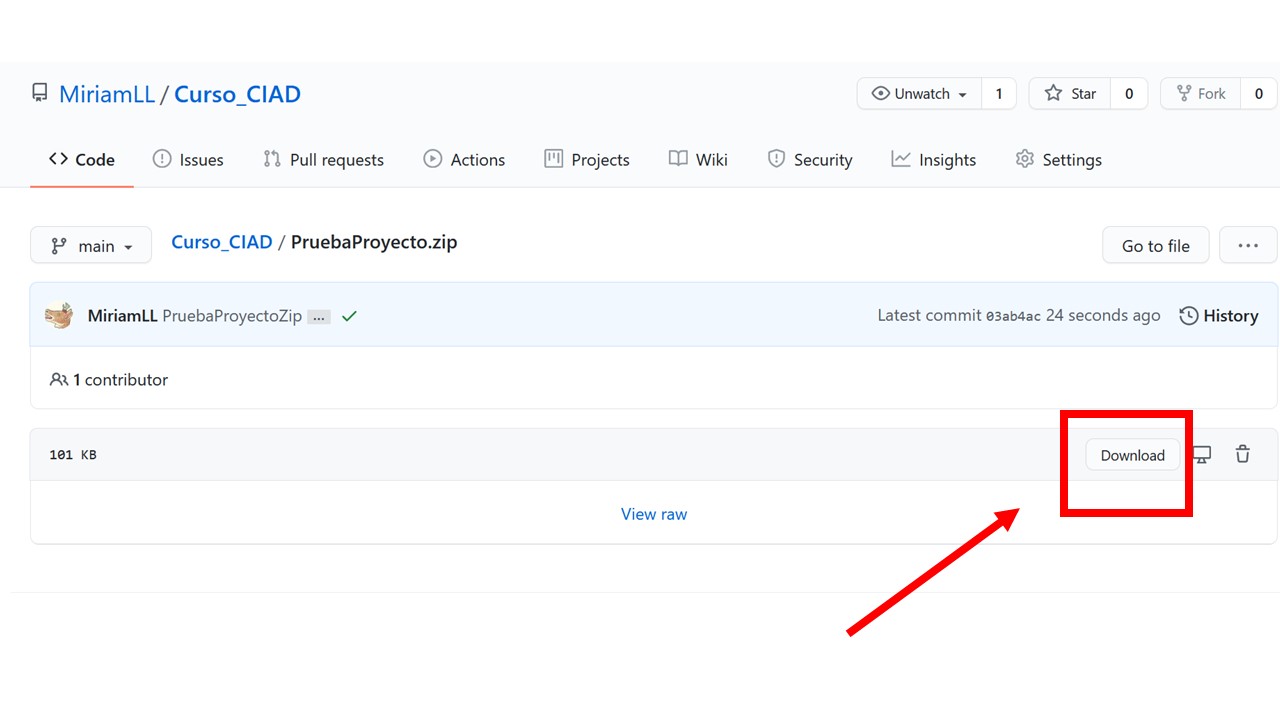 MiriamLL / Curso_CIAD
Unwatch 1 Star 0 Fork 0
Code Issues Pull requests Actions Projects Wiki Security Insights Settings
main Curso_CIAD / PruebaProyecto.zip Go to file ...
MiriamLL PruebaProyectoZip ... Latest commit 03ab4ac 24 seconds ago History
1 contributor
101 KB Download
View raw